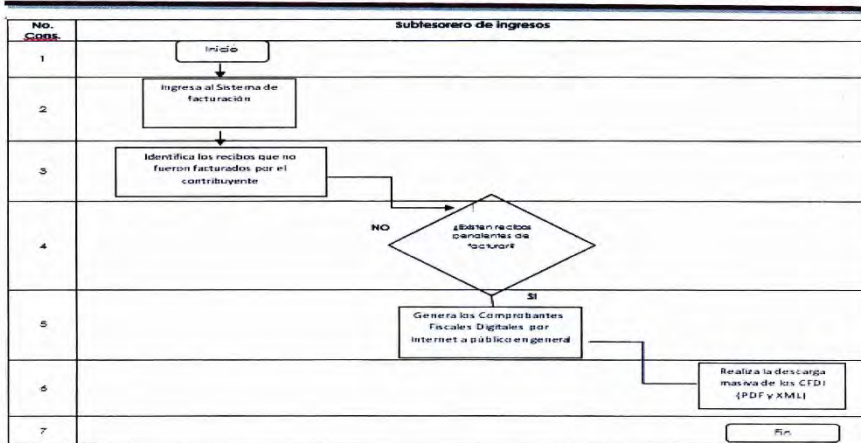 No. Cons.
Subtesorero de ingresos
1
Inicio
2
Ingresa al Sistema de
facturación
3
Identifica los recibos que no
fueron facturados por el
contribuyente
4
NO
¿Existen recibos
pendientes de
facturar?
SI
5
Genera los Comprobantes
Fiscales Digitales por
Internet a público en general
6
Realiza la descarga
masiva de los CFDI
(PDF y XML)
7
Fin